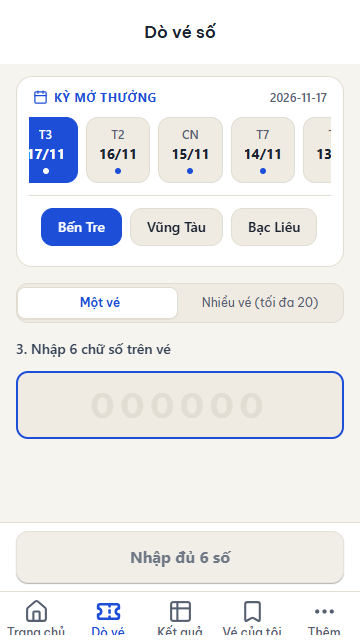 Dò vé số
KỲ MỞ THƯỞNG 2026-11-17
T3 T2 CN T7
17/11 16/11 15/11 14/11 13
Bến Tre Vũng Tàu Bạc Liêu
Một vé Nhiều vé (tối đa 20)
3. Nhập 6 chữ số trên vé
000000
Nhập đủ 6 số
Trang chủ Dò vé Kết quả Vé của tôi Thêm